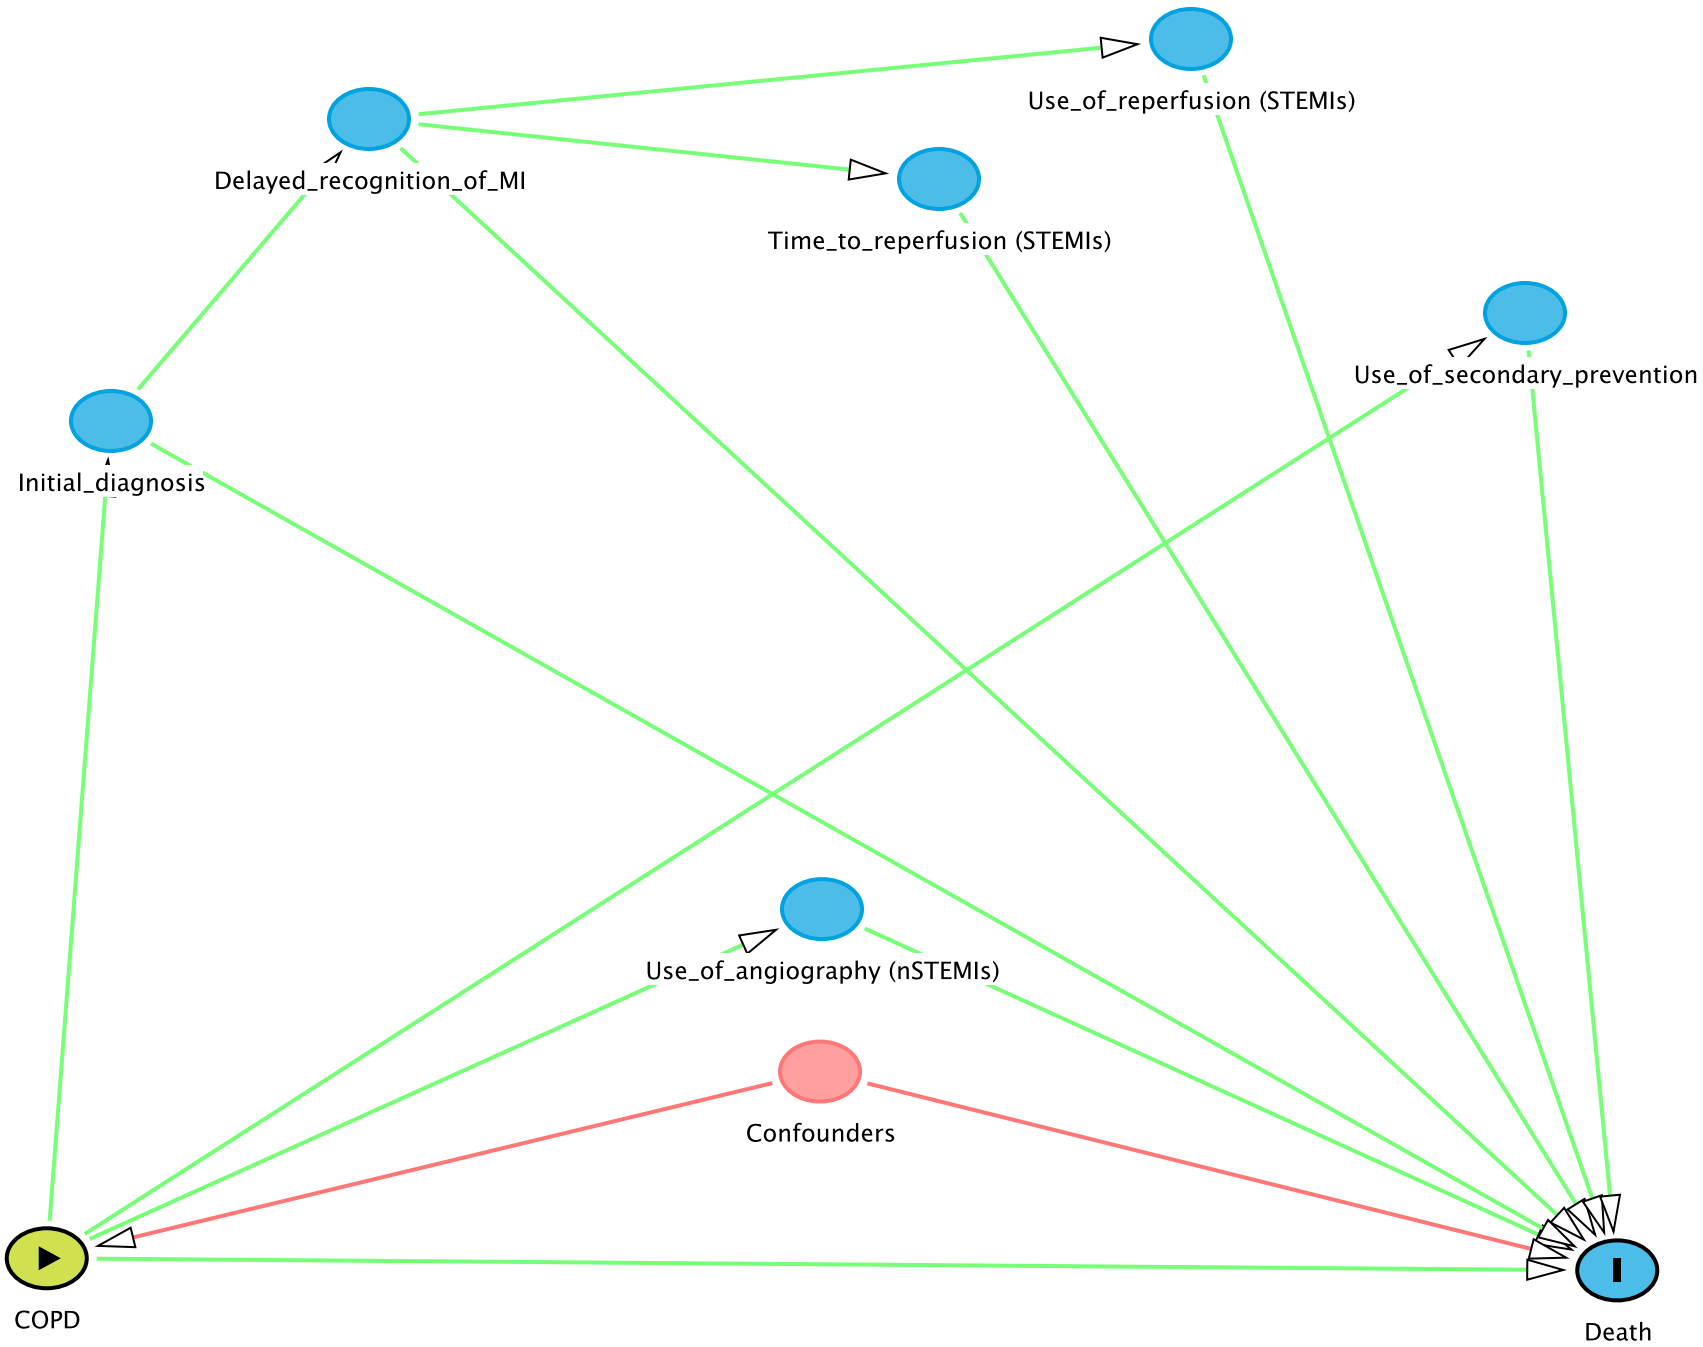 Use_of_reperfusion (STEMIs)
Delayed_recognition_of_MI
Time_to_reperfusion (STEMIs)
Use_of_secondary_prevention
Initial_diagnosis
Use_of_angiography (nSTEMIs)
Confounders
COPD
Death